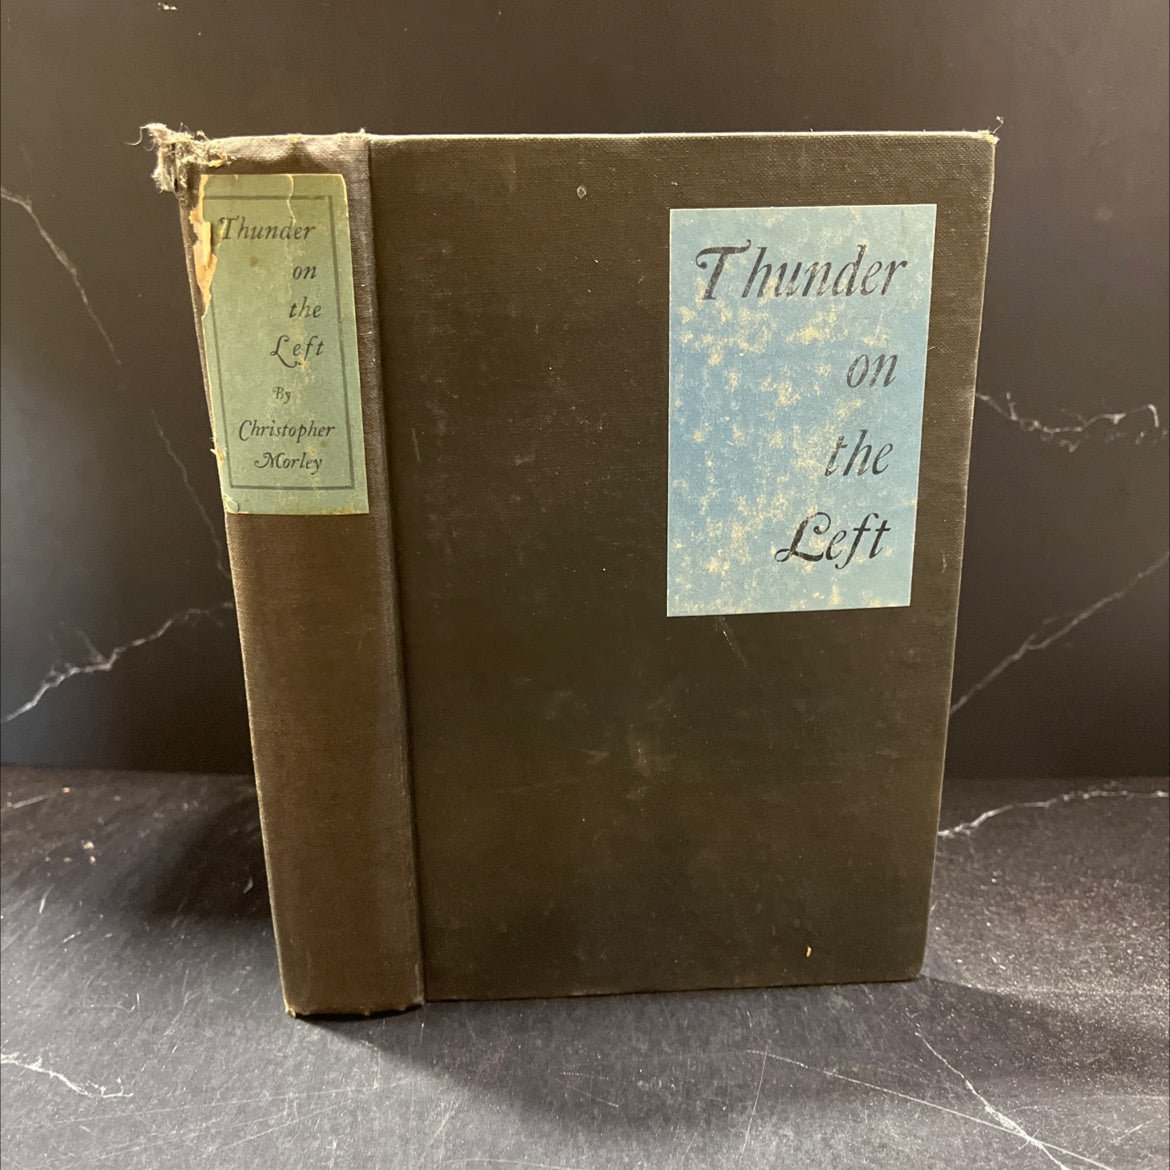 Thunder
on
the
Left
By
Christopher
Morley
Thunder
on
the
Left